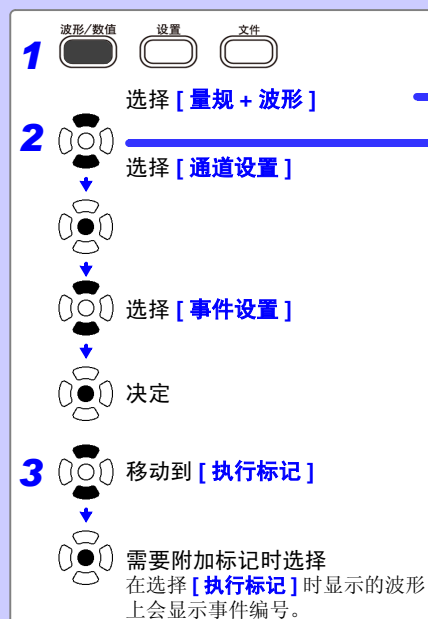 波形/数值 设置 文件
1
选择 [ 量规 + 波形 ]
2
选择 [ 通道设置 ]
选择 [ 事件设置 ]
决定
3 移动到 [ 执行标记 ]
需要附加标记时选择
在选择 [ 执行标记 ] 时显示的波形
上会显示事件编号。